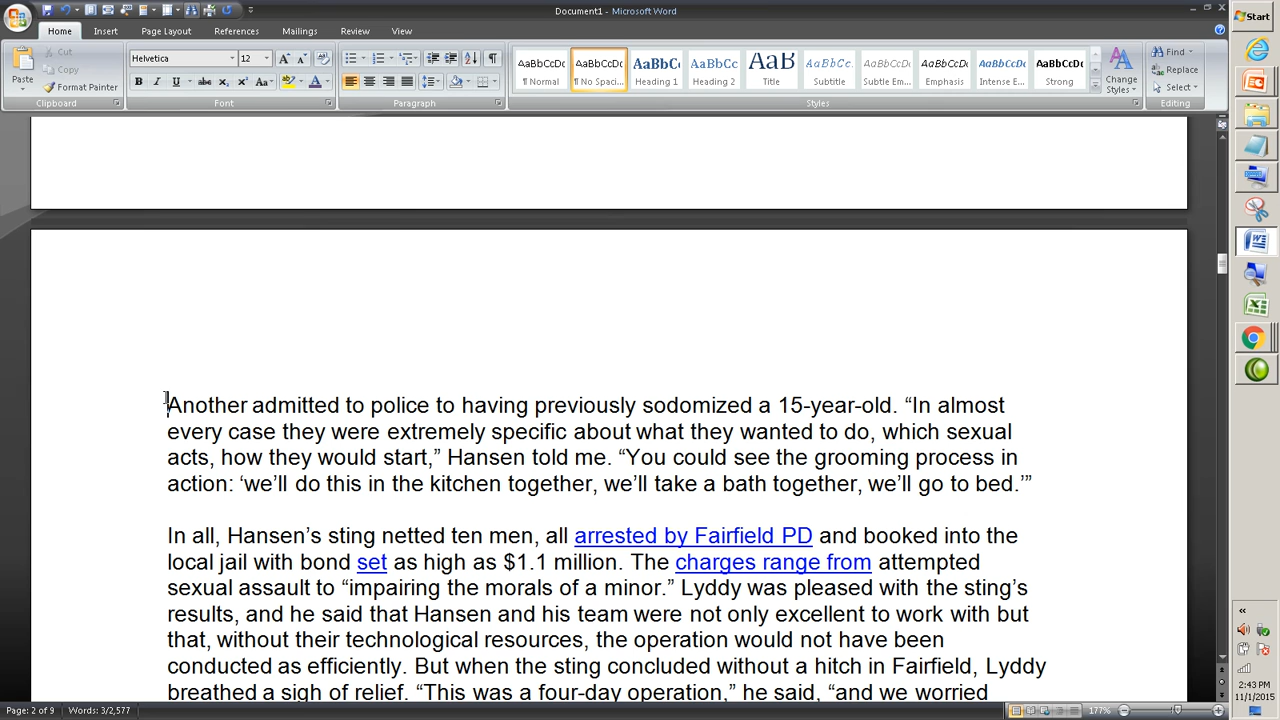 Document1 - Microsoft Word
Home Insert Page Layout References Mailings Review View
Start
Paste
Cut
Copy
Format Painter
Clipboard
Helvetica 12
B I U abc x₂ x² Aa
Font
Paragraph
AaBbCcDc AaBbCcDc AaBbC AaBbCc AaB AaBbCc. AaBbCcDc AaBbCcDc AaBbCcDc AaBbCcDc
¶ Normal ¶ No Spaci... Heading 1 Heading 2 Title Subtitle Subtle Em... Emphasis Intense E... Strong
Styles
Change Styles
Find
Replace
Select
Editing
Another admitted to police to having previously sodomized a 15-year-old. “In almost
every case they were extremely specific about what they wanted to do, which sexual
acts, how they would start,” Hansen told me. “You could see the grooming process in
action: ‘we’ll do this in the kitchen together, we’ll take a bath together, we’ll go to bed.’”
In all, Hansen’s sting netted ten men, all arrested by Fairfield PD and booked into the
local jail with bond set as high as $1.1 million. The charges range from attempted
sexual assault to “impairing the morals of a minor.” Lyddy was pleased with the sting’s
results, and he said that Hansen and his team were not only excellent to work with but
that, without their technological resources, the operation would not have been
conducted as efficiently. But when the sting concluded without a hitch in Fairfield, Lyddy
breathed a sigh of relief. “This was a four-day operation,” he said, “and we worried
Page: 2 of 9 Words: 3/2,577
177%
2:43 PM
11/1/2015